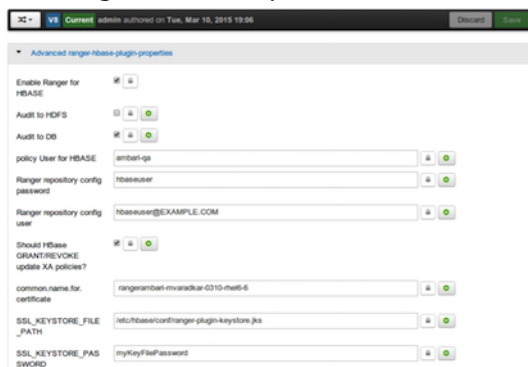 V8 Current admin authored on Tue, Mar 10, 2015 19:06 Discard Save
Advanced ranger-hbase-plugin-properties
Enable Ranger for
HBASE
Audit to HDFS
Audit to DB
policy User for HBASE ambari-qa
Ranger repository config hbaseuser
password
Ranger repository config hbaseuser@EXAMPLE.COM
user
Should HBase
GRANT/REVOKE
update XA policies?
common.name.for. rangerambari-mvaradkar-0310-rhel6-6
certificate
SSL_KEYSTORE_FILE /etc/hbase/conf/ranger-plugin-keystore.jks
_PATH
SSL_KEYSTORE_PAS myKeyFilePassword
SWORD